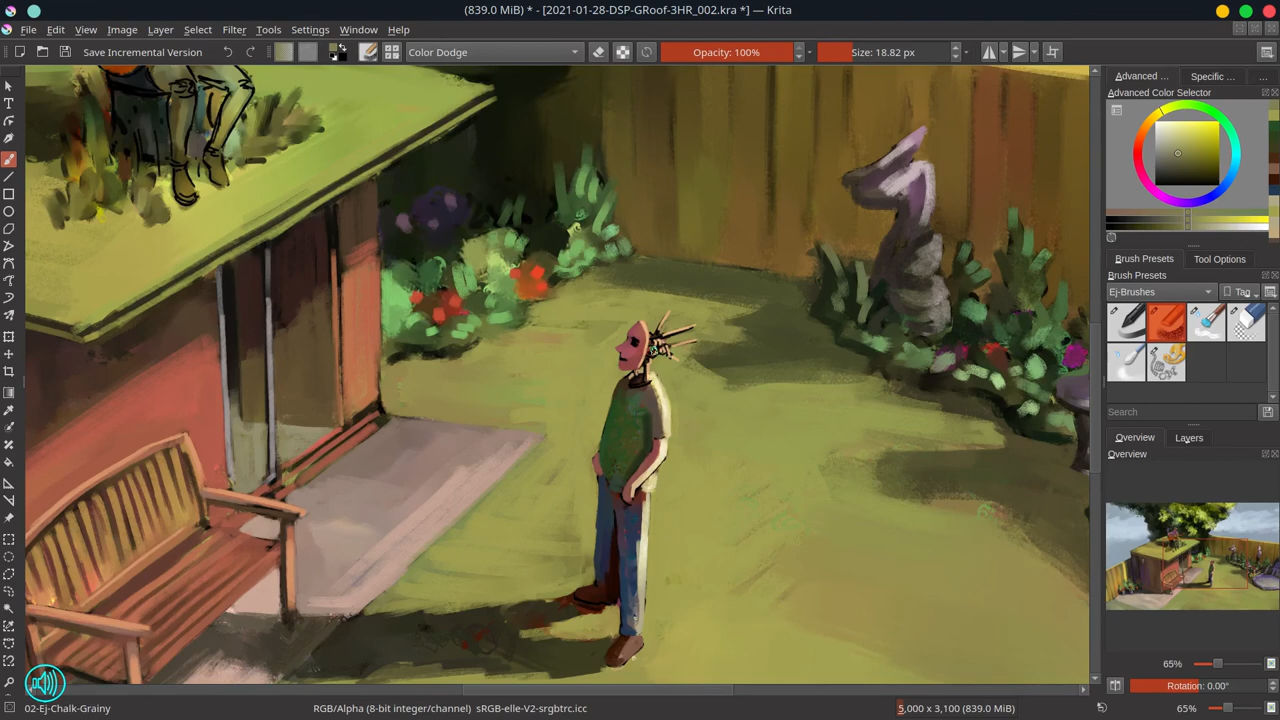 (839.0 MiB) * - [2021-01-28-DSP-GRoof-3HR_002.kra *] — Krita
File Edit View Image Layer Select Filter Tools Settings Window Help
Save Incremental Version Color Dodge Opacity: 100% Size: 18.82 px
Advanced ... Specific ... ...
Advanced Color Selector
Brush Presets Tool Options
Brush Presets
Ej-Brushes Tag
Search
Overview Layers
Overview
65%
Rotation: 0.00°
02-Ej-Chalk-Grainy RGB/Alpha (8-bit integer/channel) sRGB-elle-V2-srgbtrc.icc 5,000 x 3,100 (839.0 MiB) 65%